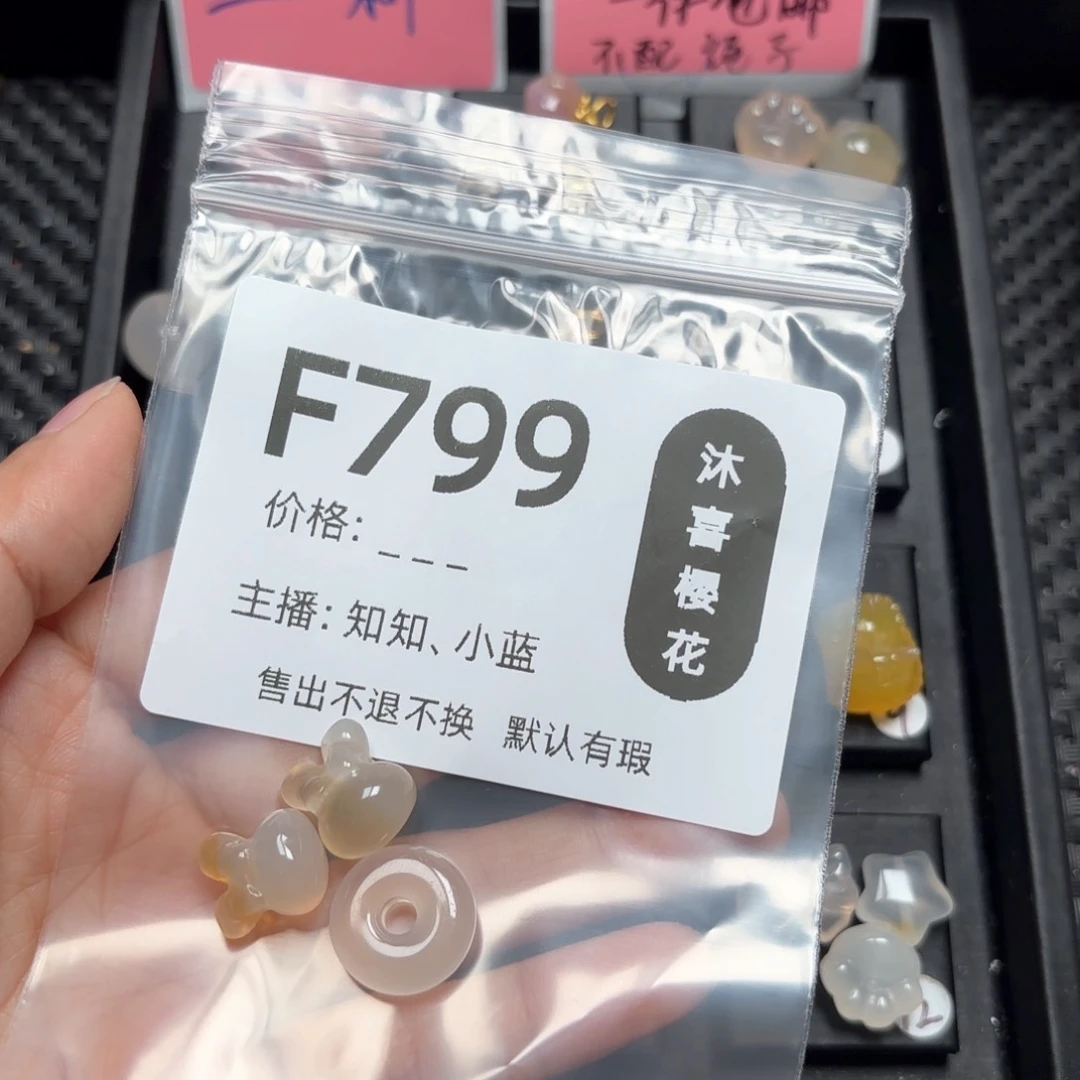 不配绳子
F799
价格: _ _ _
主播: 知知、小蓝
售出不退不换 默认有瑕
沐喜樱花
2